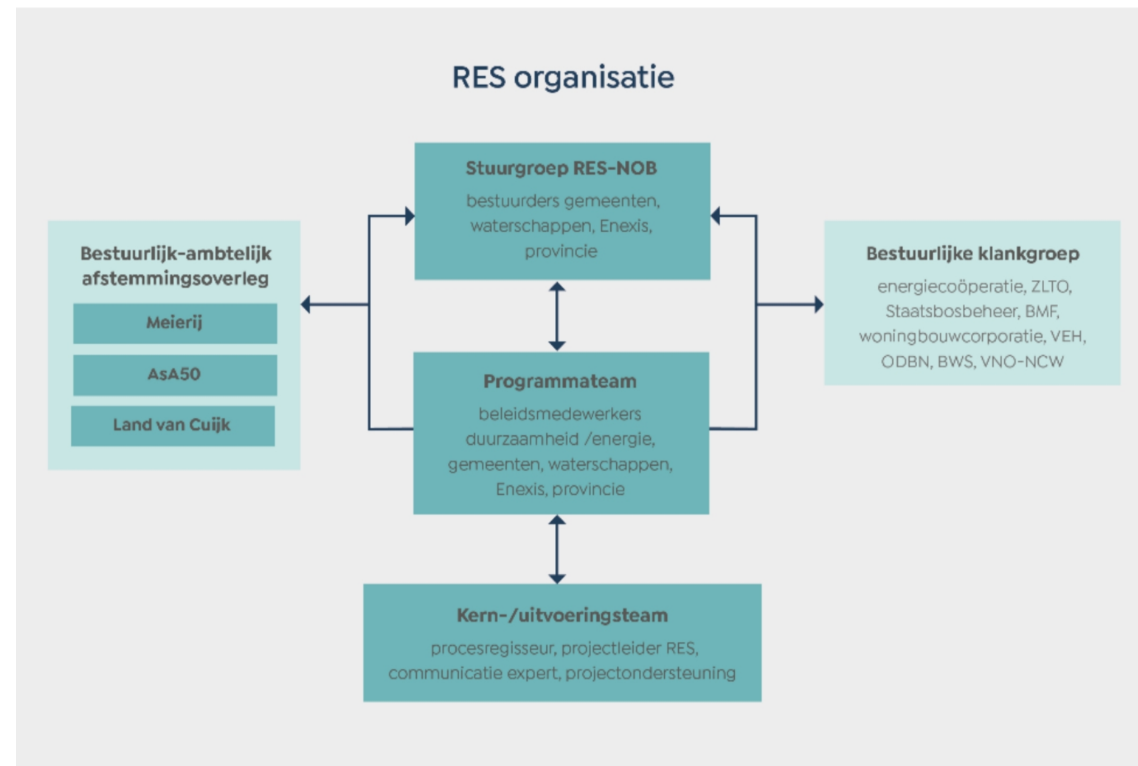 RES organisatie
Stuurgroep RES-NOB
bestuurders gemeenten,
waterschappen, Enexis,
provincie
Bestuurlijk-ambtelijk
afstemmingsoverleg
Meierij
AsA50
Land van Cuijk
Bestuurlijke klankgroep
energiecoöperatie, ZLTO,
Staatsbosbeheer, BMF,
woningbouwcorporatie, VEH,
ODBN, BWS, VNO-NCW
Programmateam
beleidsmedewerkers
duurzaamheid /energie,
gemeenten, waterschappen,
Enexis, provincie
Kern-/uitvoeringsteam
procesregisseur, projectleider RES,
communicatie expert, projectondersteuning